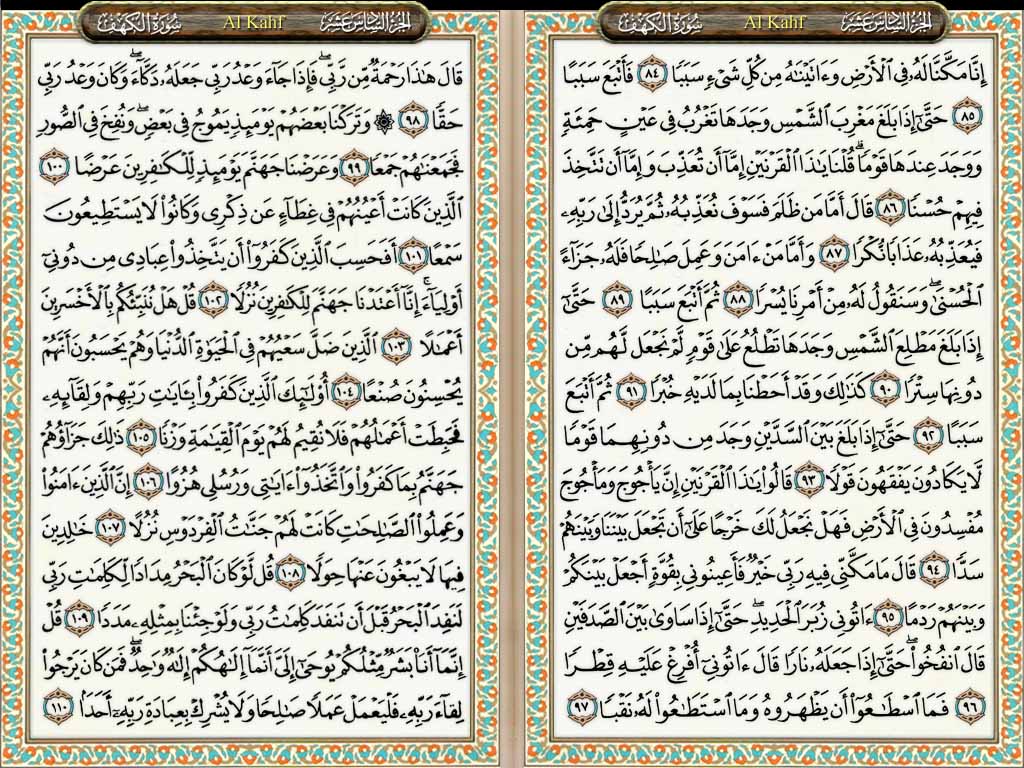 الجزء السادس عشر Al Kahf سورة الكهف
إِنَّا مَكَّنَّا لَهُۥ فِى ٱلْأَرْضِ وَءَاتَيْنَٰهُ مِن كُلِّ شَىْءٍ سَبَبًا ٨٤ فَأَتْبَعَ سَبَبًا
٨٥ حَتَّىٰٓ إِذَا بَلَغَ مَغْرِبَ ٱلشَّمْسِ وَجَدَهَا تَغْرُبُ فِى عَيْنٍ حَمِئَةٍ
وَوَجَدَ عِندَهَا قَوْمًا ۗ قُلْنَا يَٰذَا ٱلْقَرْنَيْنِ إِمَّآ أَن تُعَذِّبَ وَإِمَّآ أَن تَتَّخِذَ
فِيهِمْ حُسْنًا ٨٦ قَالَ أَمَّا مَن ظَلَمَ فَسَوْفَ نُعَذِّبُهُۥ ثُمَّ يُرَدُّ إِلَىٰ رَبِّهِۦ
فَيُعَذِّبُهُۥ عَذَابًا نُّكْرًا ٨٧ وَأَمَّا مَنْ ءَامَنَ وَعَمِلَ صَٰلِحًا فَلَهُۥ جَزَآءً
ٱلْحُسْنَىٰ ۖ وَسَنَقُولُ لَهُۥ مِنْ أَمْرِنَا يُسْرًا ٨٨ ثُمَّ أَتْبَعَ سَبَبًا ٨٩ حَتَّىٰٓ
إِذَا بَلَغَ مَطْلِعَ ٱلشَّمْسِ وَجَدَهَا تَطْلُعُ عَلَىٰ قَوْمٍ لَّمْ نَجْعَل لَّهُم مِّن
دُونِهَا سِتْرًا ٩٠ كَذَٰلِكَ وَقَدْ أَحَطْنَا بِمَا لَدَيْهِ خُبْرًا ٩١ ثُمَّ أَتْبَعَ
سَبَبًا ٩٢ حَتَّىٰٓ إِذَا بَلَغَ بَيْنَ ٱلسَّدَّيْنِ وَجَدَ مِن دُونِهِمَا قَوْمًا
لَّا يَكَادُونَ يَفْقَهُونَ قَوْلًا ٩٣ قَالُوا۟ يَٰذَا ٱلْقَرْنَيْنِ إِنَّ يَأْجُوجَ وَمَأْجُوجَ
مُفْسِدُونَ فِى ٱلْأَرْضِ فَهَلْ نَجْعَلُ لَكَ خَرْجًا عَلَىٰٓ أَن تَجْعَلَ بَيْنَنَا وَبَيْنَهُمْ
سَدًّا ٩٤ قَالَ مَا مَكَّنِّى فِيهِ رَبِّى خَيْرٌ فَأَعِينُونِى بِقُوَّةٍ أَجْعَلْ بَيْنَكُمْ
وَبَيْنَهُمْ رَدْمًا ٩٥ ءَاتُونِى زُبَرَ ٱلْحَدِيدِ ۖ حَتَّىٰٓ إِذَا سَاوَىٰ بَيْنَ ٱلصَّدَفَيْنِ
قَالَ ٱنفُخُوا۟ ۖ حَتَّىٰٓ إِذَا جَعَلَهُۥ نَارًا قَالَ ءَاتُونِىٓ أُفْرِغْ عَلَيْهِ قِطْرًا
٩٦ فَمَا ٱسْطَٰعُوٓا۟ أَن يَظْهَرُوهُ وَمَا ٱسْتَطَٰعُوا۟ لَهُۥ نَقْبًا ٩٧
الجزء السادس عشر Al Kahf سورة الكهف
قَالَ هَٰذَا رَحْمَةٌ مِّن رَّبِّى ۖ فَإِذَا جَآءَ وَعْدُ رَبِّى جَعَلَهُۥ دَكَّآءَ ۖ وَكَانَ وَعْدُ رَبِّى
حَقًّا ٩٨ ۞ وَتَرَكْنَا بَعْضَهُمْ يَوْمَئِذٍ يَمُوجُ فِى بَعْضٍ ۖ وَنُفِخَ فِى ٱلصُّورِ
فَجَمَعْنَٰهُمْ جَمْعًا ٩٩ وَعَرَضْنَا جَهَنَّمَ يَوْمَئِذٍ لِّلْكَٰفِرِينَ عَرْضًا ١٠٠
ٱلَّذِينَ كَانَتْ أَعْيُنُهُمْ فِى غِطَآءٍ عَن ذِكْرِى وَكَانُوا۟ لَا يَسْتَطِيعُونَ
سَمْعًا ١٠١ أَفَحَسِبَ ٱلَّذِينَ كَفَرُوٓا۟ أَن يَتَّخِذُوا۟ عِبَادِى مِن دُونِىٓ
أَوْلِيَآءَ ۚ إِنَّآ أَعْتَدْنَا جَهَنَّمَ لِلْكَٰفِرِينَ نُزُلًا ١٠٢ قُلْ هَلْ نُنَبِّئُكُم بِٱلْأَخْسَرِينَ
أَعْمَٰلًا ١٠٣ ٱلَّذِينَ ضَلَّ سَعْيُهُمْ فِى ٱلْحَيَوٰةِ ٱلدُّنْيَا وَهُمْ يَحْسَبُونَ أَنَّهُمْ
يُحْسِنُونَ صُنْعًا ١٠٤ أُو۟لَٰٓئِكَ ٱلَّذِينَ كَفَرُوا۟ بِـَٔايَٰتِ رَبِّهِمْ وَلِقَآئِهِۦ
فَحَبِطَتْ أَعْمَٰلُهُمْ فَلَا نُقِيمُ لَهُمْ يَوْمَ ٱلْقِيَٰمَةِ وَزْنًا ١٠٥ ذَٰلِكَ جَزَآؤُهُمْ
جَهَنَّمُ بِمَا كَفَرُوا۟ وَٱتَّخَذُوٓا۟ ءَايَٰتِى وَرُسُلِى هُزُوًا ١٠٦ إِنَّ ٱلَّذِينَ ءَامَنُوا۟
وَعَمِلُوا۟ ٱلصَّٰلِحَٰتِ كَانَتْ لَهُمْ جَنَّٰتُ ٱلْفِرْدَوْسِ نُزُلًا ١٠٧ خَٰلِدِينَ
فِيهَا لَا يَبْغُونَ عَنْهَا حِوَلًا ١٠٨ قُل لَّوْ كَانَ ٱلْبَحْرُ مِدَادًا لِّكَلِمَٰتِ رَبِّى
لَنَفِدَ ٱلْبَحْرُ قَبْلَ أَن تَنفَدَ كَلِمَٰتُ رَبِّى وَلَوْ جِئْنَا بِمِثْلِهِۦ مَدَدًا ١٠٩ قُلْ
إِنَّمَآ أَنَا۠ بَشَرٌ مِّثْلُكُمْ يُوحَىٰٓ إِلَىَّ أَنَّمَآ إِلَٰهُكُمْ إِلَٰهٌ وَٰحِدٌ ۖ فَمَن كَانَ يَرْجُوا۟
لِقَآءَ رَبِّهِۦ فَلْيَعْمَلْ عَمَلًا صَٰلِحًا وَلَا يُشْرِكْ بِعِبَادَةِ رَبِّهِۦٓ أَحَدًۢا ١١٠